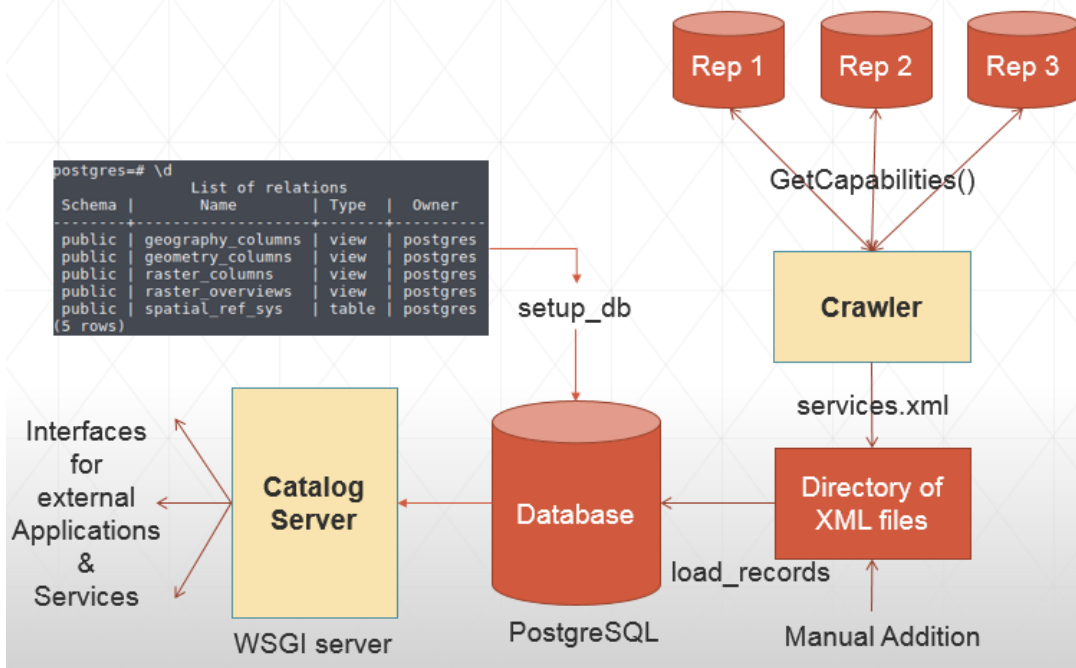 Rep 1
Rep 2
Rep 3
GetCapabilities()
postgres=# \d
List of relations
Schema | Name | Type | Owner
--------+-------------------+-------+----------
public | geography_columns | view | postgres
public | geometry_columns | view | postgres
public | raster_columns | view | postgres
public | raster_overviews | view | postgres
public | spatial_ref_sys | table | postgres
(5 rows)
setup_db
Crawler
services.xml
Interfaces
for
external
Applications
&
Services
Catalog
Server
WSGI server
Database
PostgreSQL
load_records
Directory of
XML files
Manual Addition